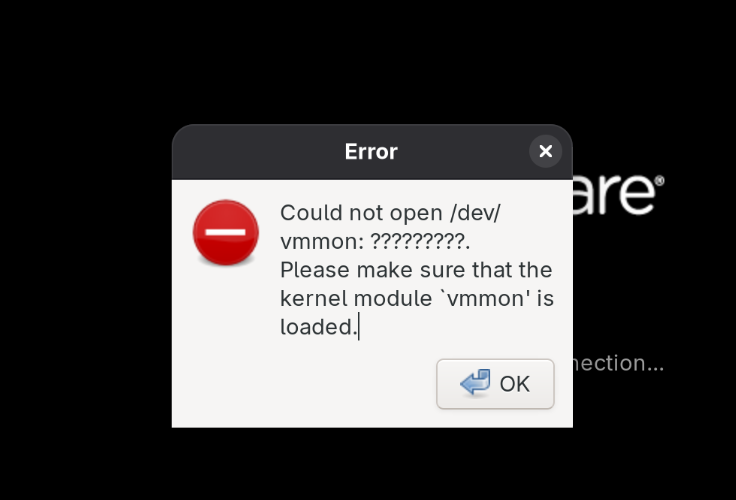 Error
are®
Could not open /dev/
vmmon: ?????????.
Please make sure that the
kernel module `vmmon' is
loaded.
nection...
OK